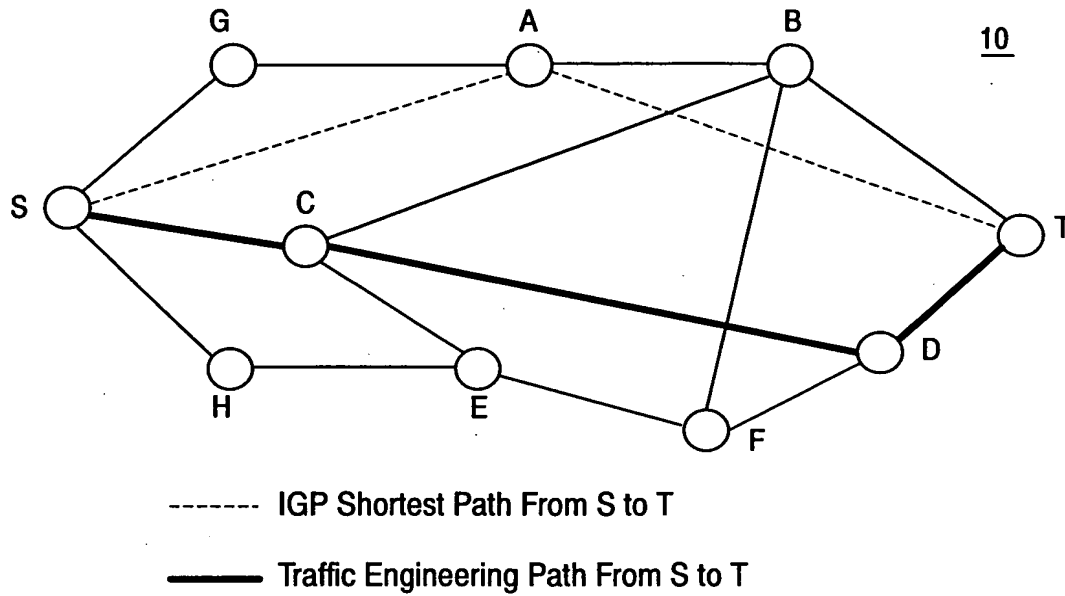 G
A
B
10
S
C
T
D
H
E
F
IGP Shortest Path From S to T
Traffic Engineering Path From S to T